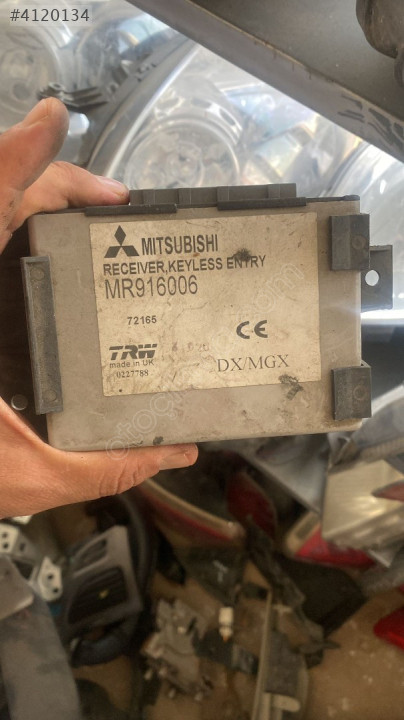 #4120134
MITSUBISHI
RECEIVER,KEYLESS ENTRY
MR916006
72165
CE
TRW
made in UK
0227788
DX/MGX